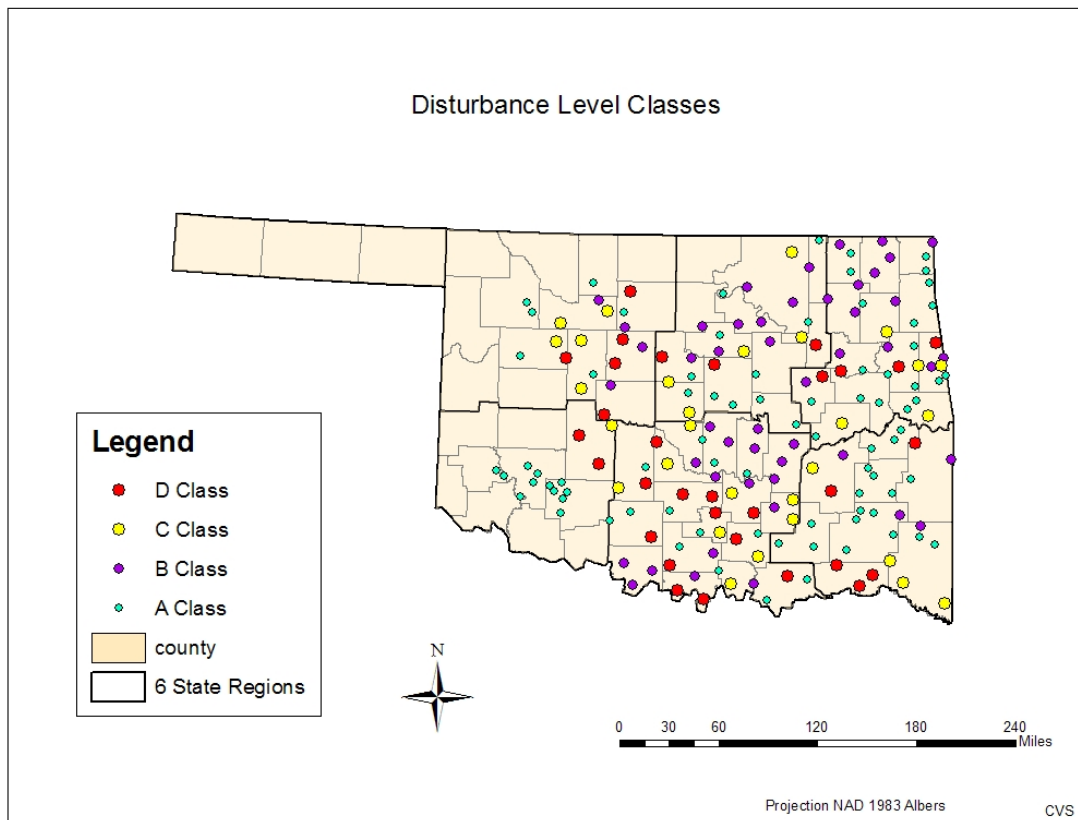 Disturbance Level Classes
Legend
D Class
C Class
B Class
A Class
county
6 State Regions
N
0 30 60 120 180 240
Miles
Projection NAD 1983 Albers
CVS